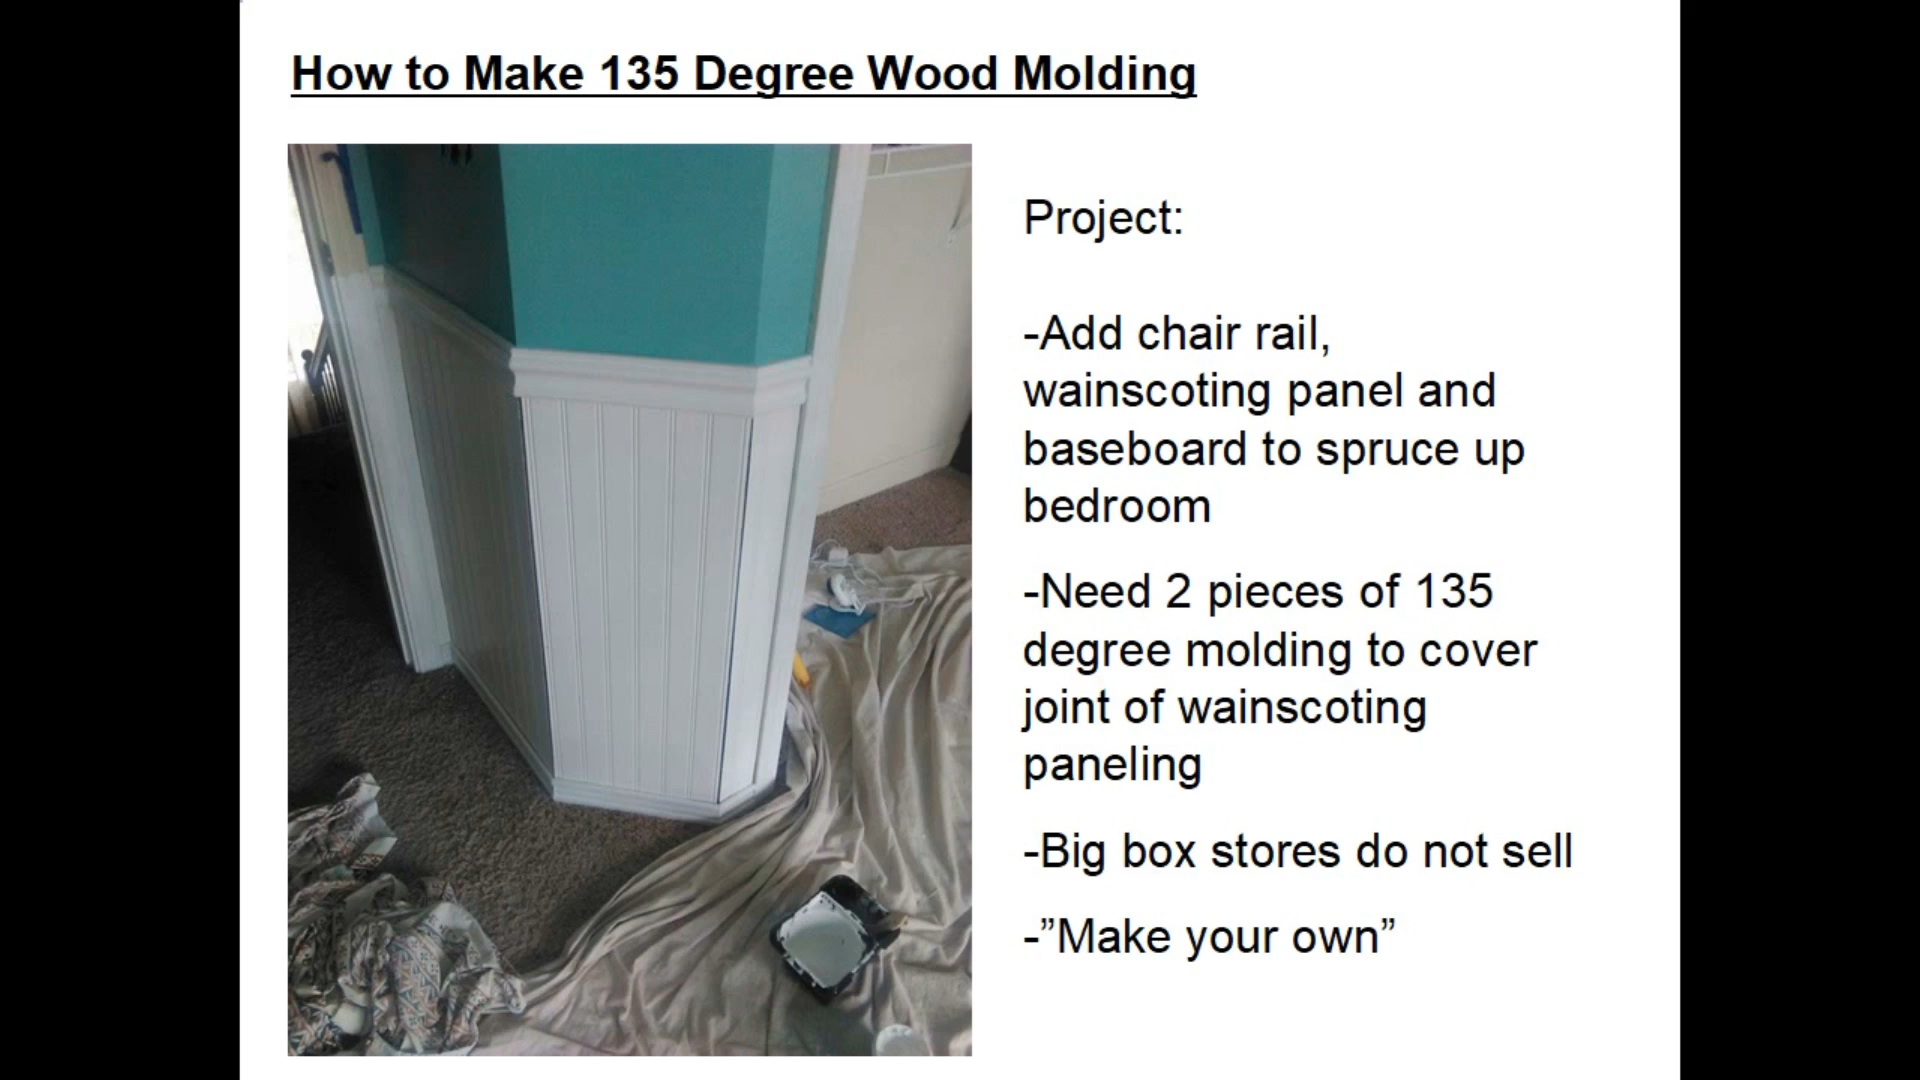 How to Make 135 Degree Wood Molding
Project:
-Add chair rail,
wainscoting panel and
baseboard to spruce up
bedroom
-Need 2 pieces of 135
degree molding to cover
joint of wainscoting
paneling
-Big box stores do not sell
-”Make your own”